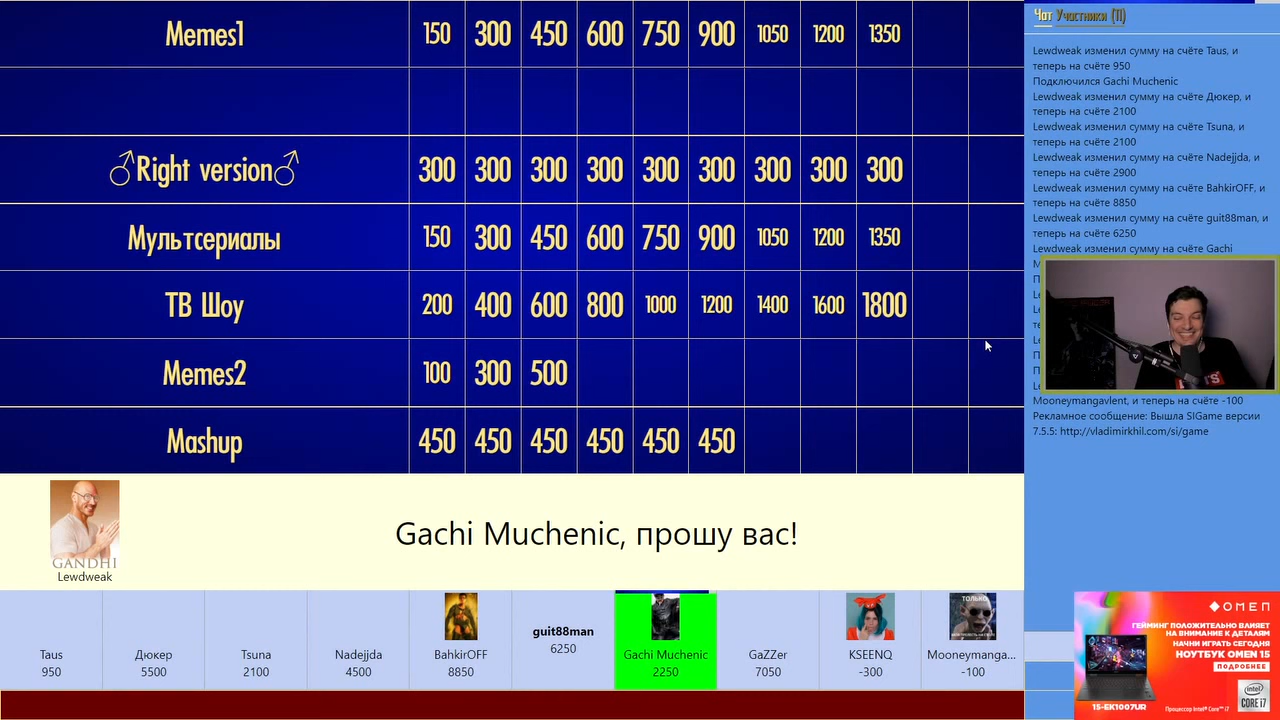 Memes1 150 300 450 600 750 900 1050 1200 1350
♂Right version♂ 300 300 300 300 300 300 300 300 300
Мультсериалы 150 300 450 600 750 900 1050 1200 1350
ТВ Шоу 200 400 600 800 1000 1200 1400 1600 1800
Memes2 100 300 500
Mashup 450 450 450 450 450 450
GANDHI
Lewdweak
Gachi Muchenic, прошу вас!
Taus
950
Дюкер
5500
Tsuna
2100
Nadejjda
4500
BahkirOFF
8850
guit88man
6250
Gachi Muchenic
2250
GaZZer
7050
KSEENQ
-300
ТОЛЬКО
Mooneymanga...
-100
Чат Участники (11)
Lewdweak изменил сумму на счёте Taus, и
теперь на счёте 950
Подключился Gachi Muchenic
Lewdweak изменил сумму на счёте Дюкер, и
теперь на счёте 2100
Lewdweak изменил сумму на счёте Tsuna, и
теперь на счёте 2100
Lewdweak изменил сумму на счёте Nadejjda, и
теперь на счёте 2900
Lewdweak изменил сумму на счёте BahkirOFF, и
теперь на счёте 8850
Lewdweak изменил сумму на счёте guit88man, и
теперь на счёте 6250
Lewdweak изменил сумму на счёте Gachi
Mooneymangavlent, и теперь на счёте -100
Рекламное сообщение: Вышла SIGame версии
7.5.5: http://vladimirkhil.com/si/game
ОМЕП
ГЕЙМИНГ ПОЛОЖИТЕЛЬНО ВЛИЯЕТ
НА ВНИМАНИЕ К ДЕТАЛЯМ
НАЧНИ ИГРАТЬ СЕГОДНЯ
НОУТБУК OMEN 15
ПОДРОБНЕЕ
15-EK1007UR
Процессор Intel® Core™ i7
intel
CORE i7